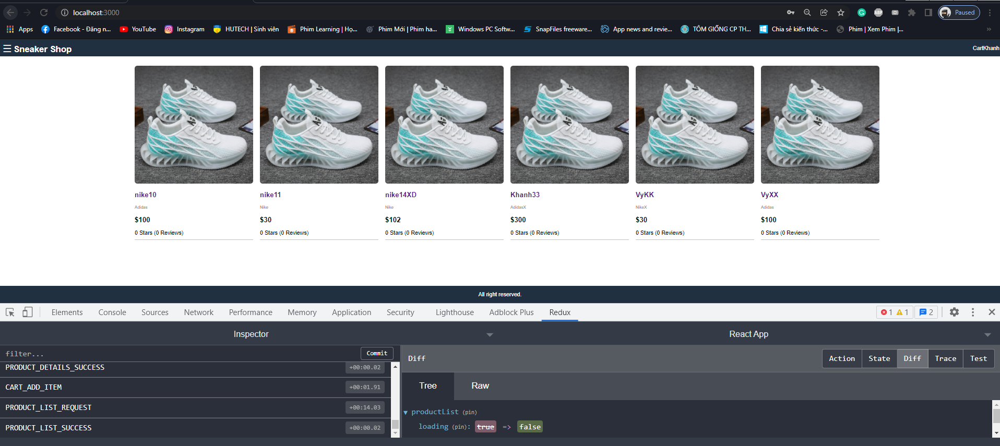 localhost:3000
Paused
Apps
Facebook - Đăng n...
YouTube
Instagram
HUTECH | Sinh viên
Phim Learning | Họ...
Phim Mới | Phim ha...
Windows PC Softw...
SnapFiles freeware...
App news and revie...
TÔM GIỐNG CP TH...
Chia sẻ kiến thức -...
Phim | Xem Phim |...
»
☰ Sneaker Shop
CartKhanh
nike10
Adidas
$100
0 Stars (0 Reviews)
nike11
Nike
$30
0 Stars (0 Reviews)
nike14XD
Nike
$102
0 Stars (0 Reviews)
Khanh33
AdidasX
$300
0 Stars (0 Reviews)
VyKK
NikeX
$30
0 Stars (0 Reviews)
VyXX
Adidas
$100
0 Stars (0 Reviews)
All right reserved.
Elements
Console
Sources
Network
Performance
Memory
Application
Security
Lighthouse
Adblock Plus
Redux
1
1
2
Inspector
React App
filter...
Commit
PRODUCT_DETAILS_SUCCESS
+00:00.02
CART_ADD_ITEM
+00:01.91
PRODUCT_LIST_REQUEST
+00:14.03
PRODUCT_LIST_SUCCESS
+00:00.02
Diff
Action
State
Diff
Trace
Test
Tree
Raw
productList (pin)
loading (pin): true => false